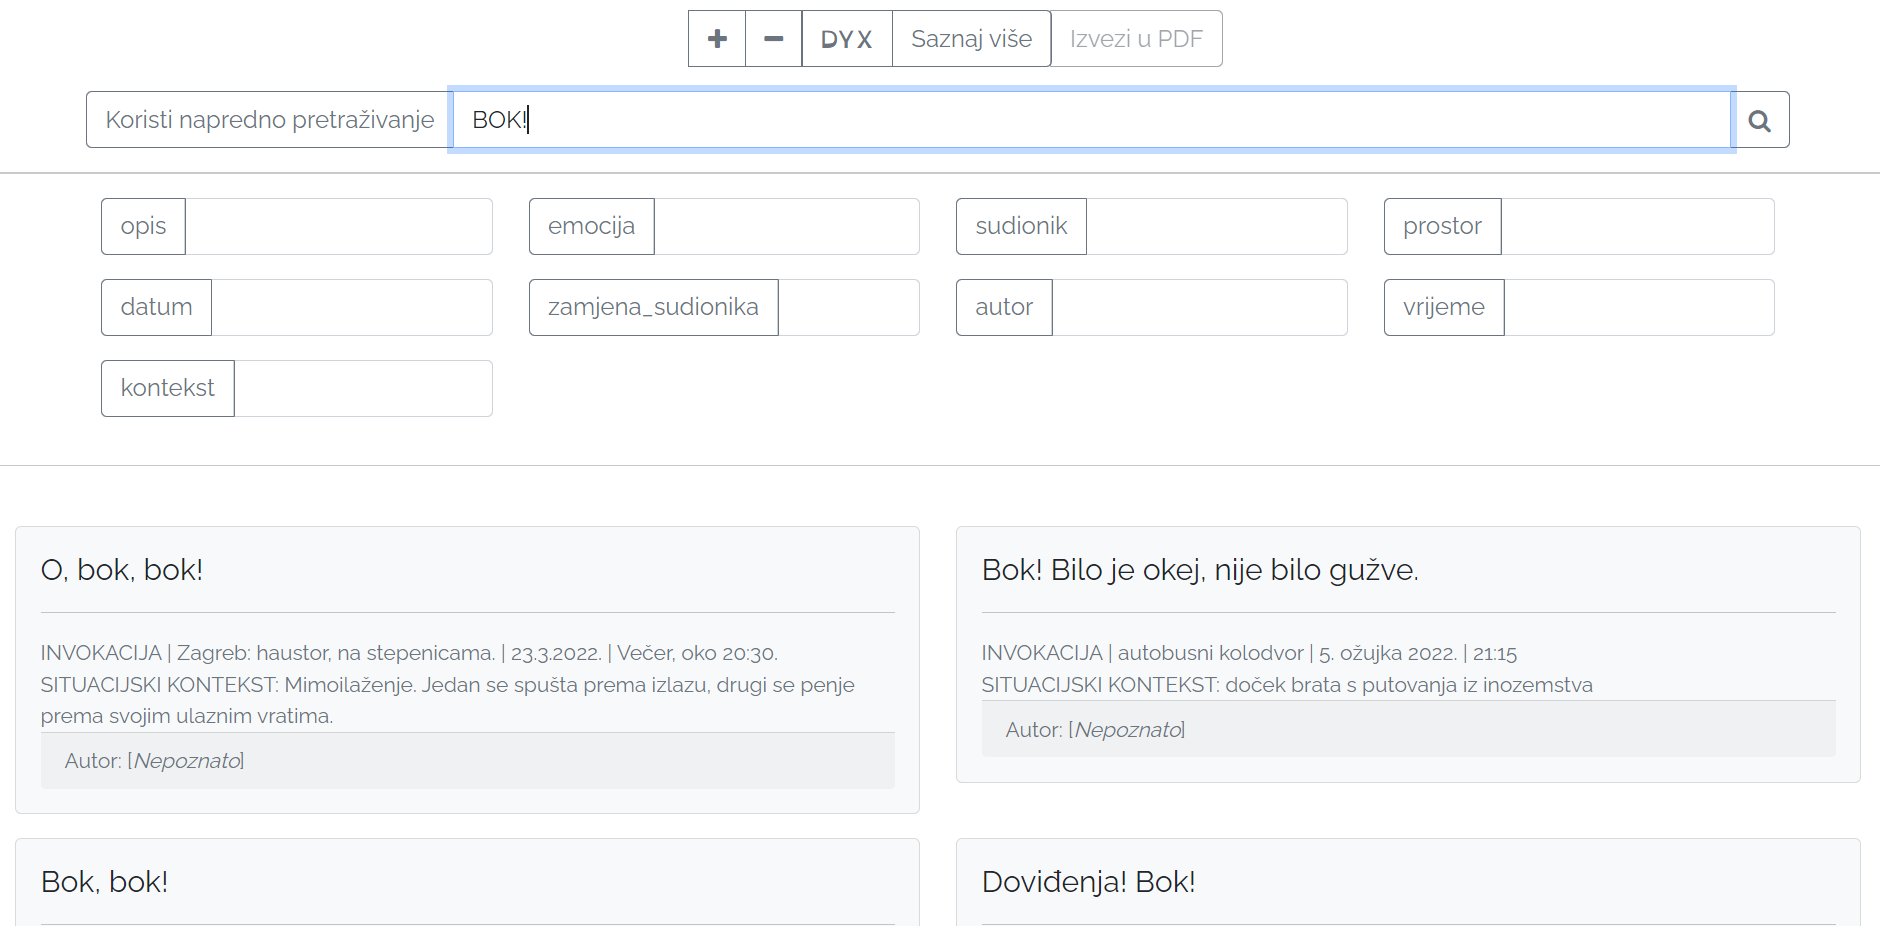 + − DYX Saznaj više Izvezi u PDF
Koristi napredno pretraživanje BOK!
opis emocija sudionik prostor
datum zamjena_sudionika autor vrijeme
kontekst
O, bok, bok!
INVOKACIJA | Zagreb: haustor, na stepenicama. | 23.3.2022. | Večer, oko 20:30.
SITUACIJSKI KONTEKST: Mimoilaženje. Jedan se spušta prema izlazu, drugi se penje
prema svojim ulaznim vratima.
Autor: [Nepoznato]
Bok! Bilo je okej, nije bilo gužve.
INVOKACIJA | autobusni kolodvor | 5. ožujka 2022. | 21:15
SITUACIJSKI KONTEKST: doček brata s putovanja iz inozemstva
Autor: [Nepoznato]
Bok, bok!
Doviđenja! Bok!